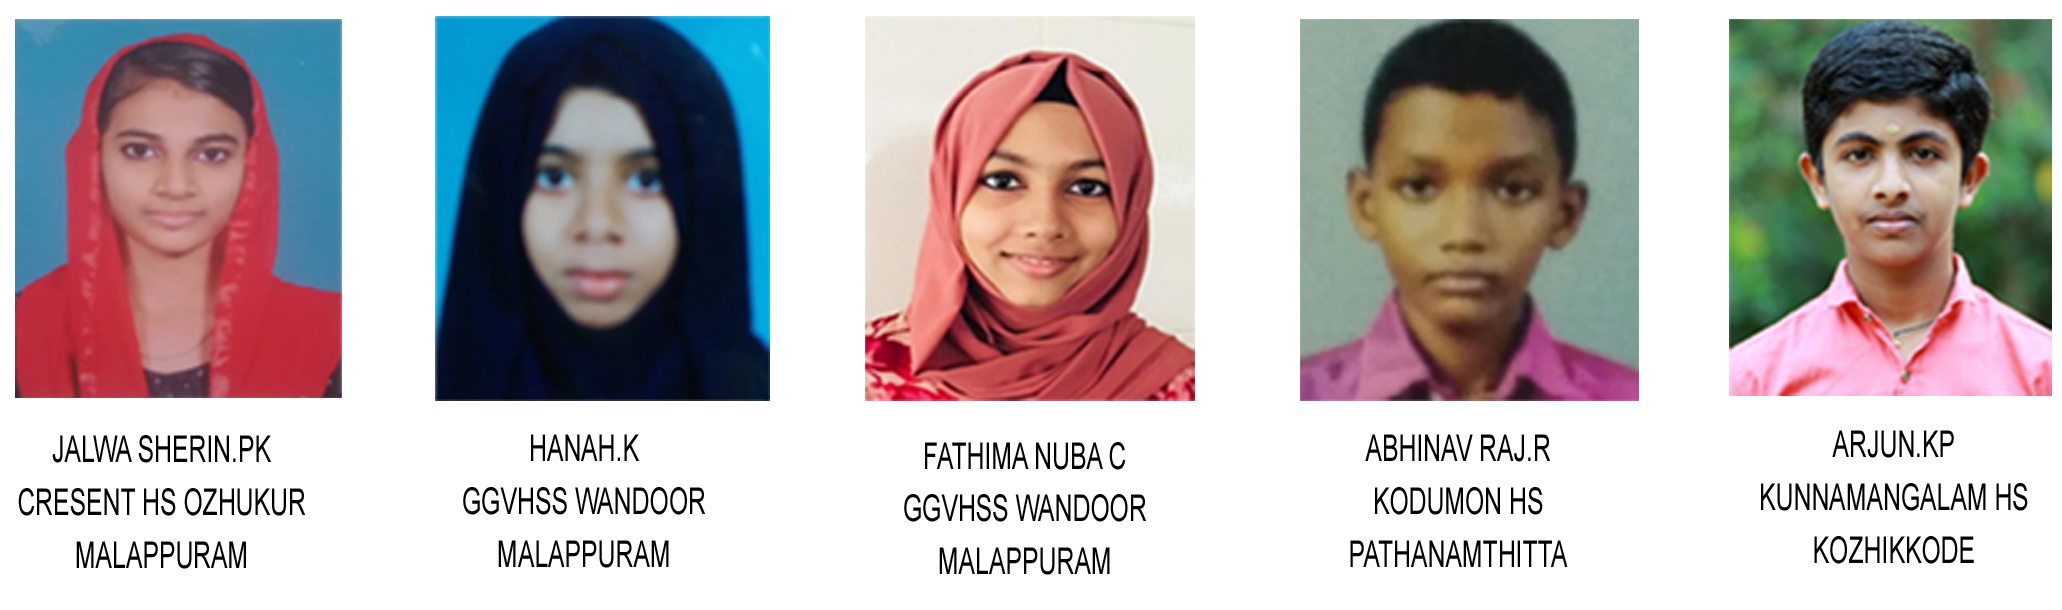 JALWA SHERIN.PK
CRESENT HS OZHUKUR
MALAPPURAM
HANAH.K
GGVHSS WANDOOR
MALAPPURAM
FATHIMA NUBA C
GGVHSS WANDOOR
MALAPPURAM
ABHINAV RAJ.R
KODUMON HS
PATHANAMTHITTA
ARJUN.KP
KUNNAMANGALAM HS
KOZHIKKODE